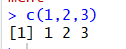 > c(1,2,3)
[1] 1 2 3